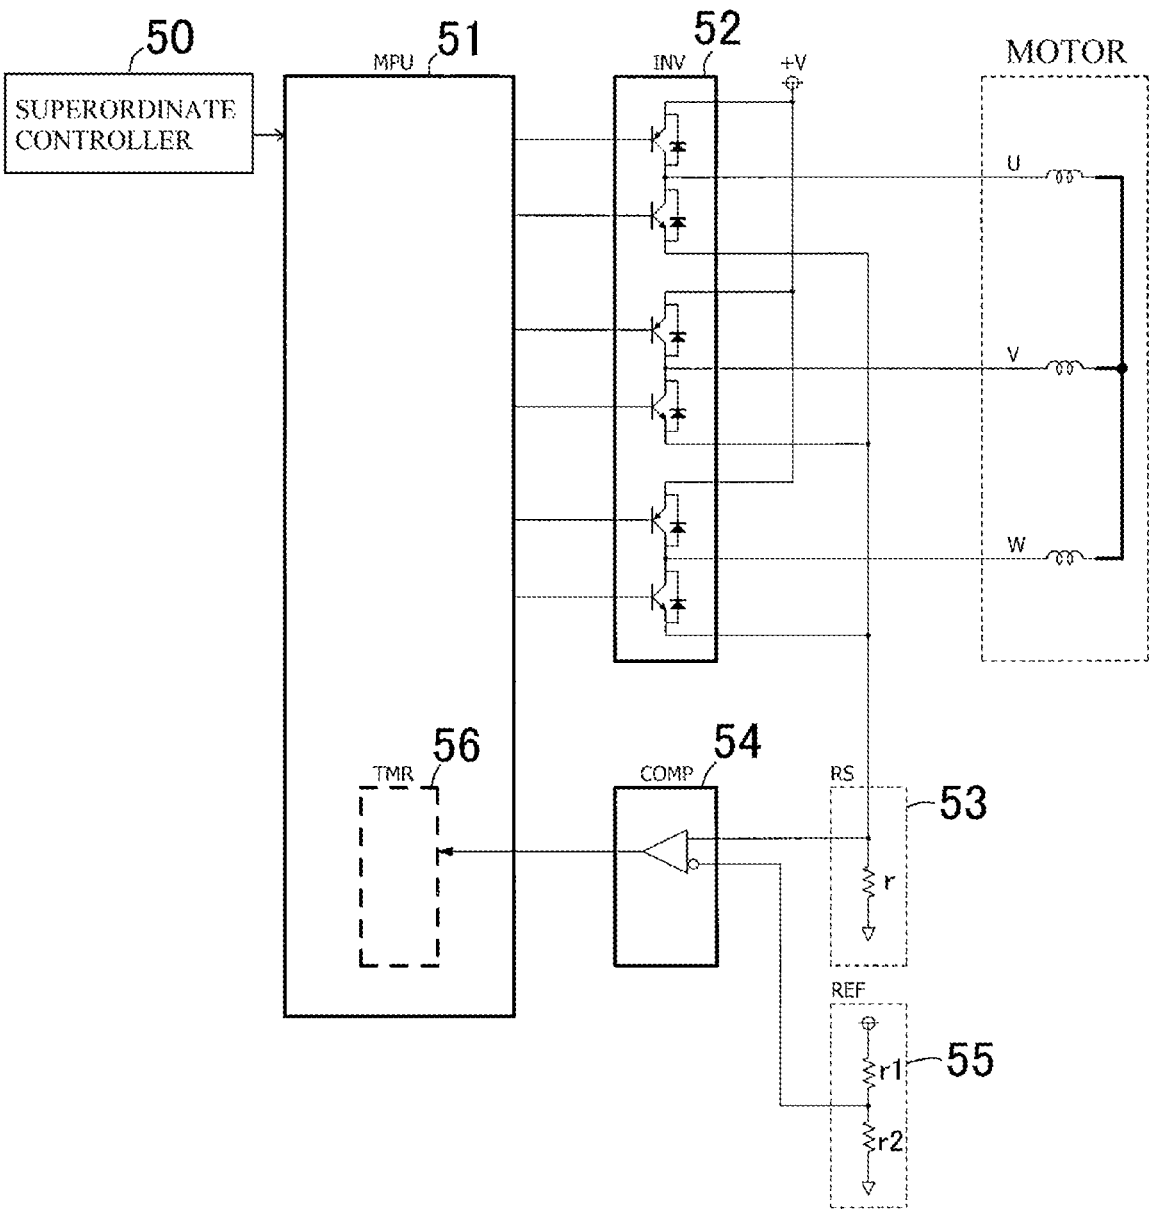 50
51
52
MPU
INV
+V
MOTOR
SUPERORDINATE
CONTROLLER
U
V
W
56
54
TMR
COMP
RS
53
r
REF
55
r1
r2